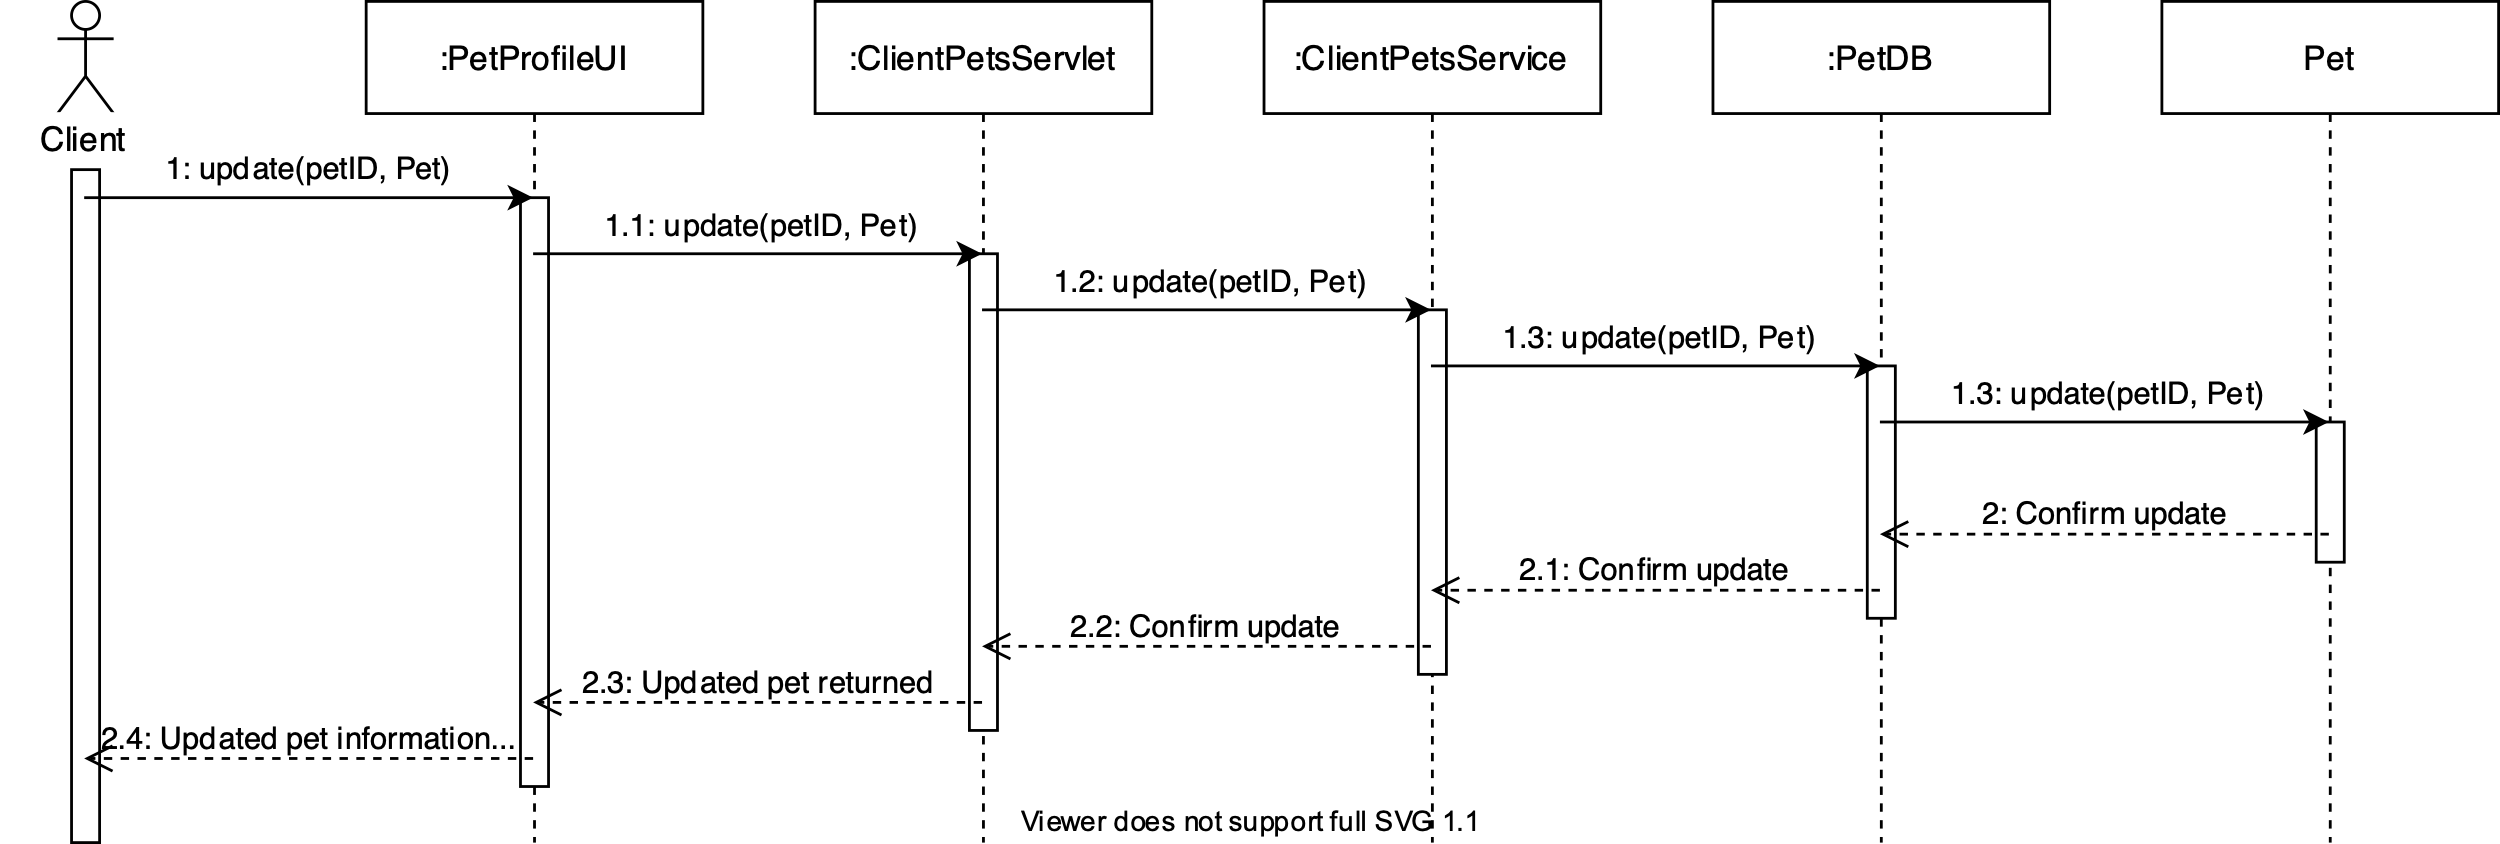 :PetProfileUI
:ClientPetsServlet
:ClientPetsService
:PetDB
Pet
Client
1: update(petID, Pet)
1.1: update(petID, Pet)
1.2: update(petID, Pet)
1.3: update(petID, Pet)
1.3: update(petID, Pet)
2: Confirm update
2.1: Confirm update
2.2: Confirm update
2.3: Updated pet returned
2.4: Updated pet information...
Viewer does not support full SVG 1.1